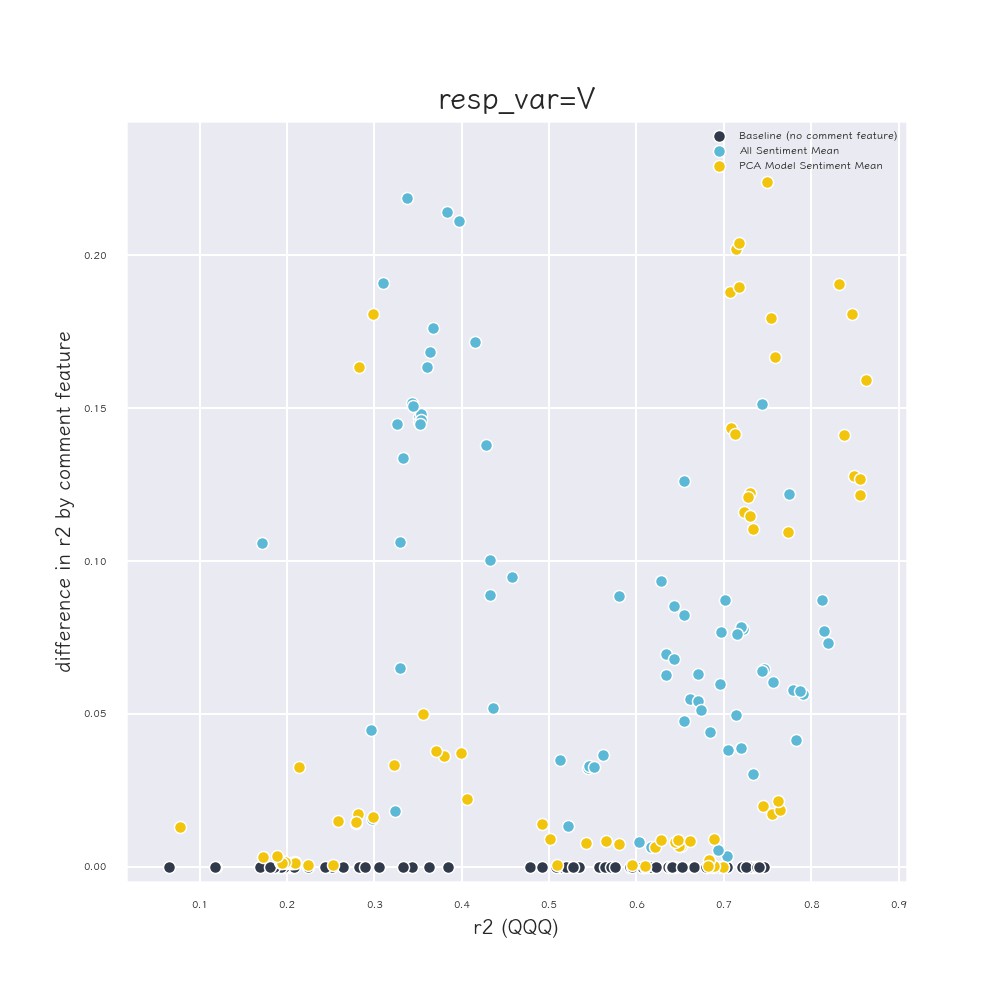 resp_var=V
Baseline (no comment feature)
All Sentiment Mean
PCA Model Sentiment Mean
difference in r2 by comment feature
0.20
0.15
0.10
0.05
0.00
0.1 0.2 0.3 0.4 0.5 0.6 0.7 0.8 0.9
r2 (QQQ)